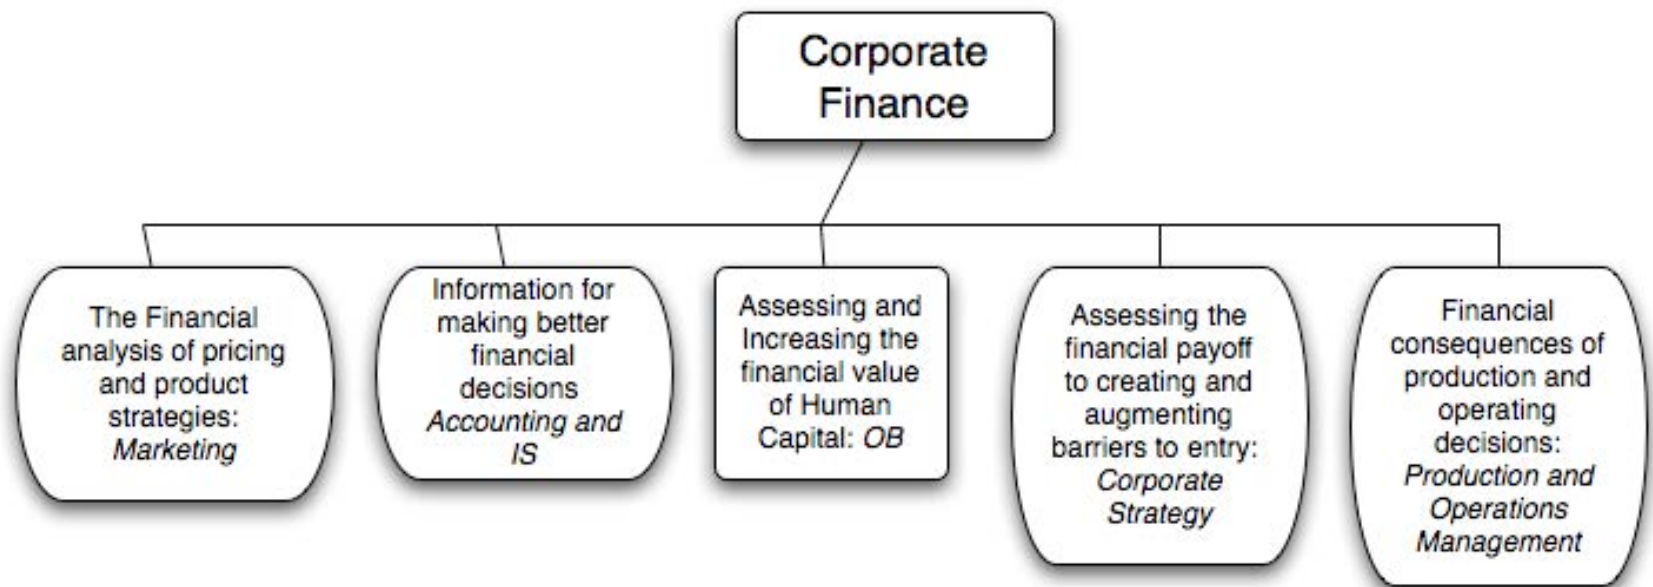 Corporate
Finance
The Financial
analysis of pricing
and product
strategies:
Marketing
Information for
making better
financial
decisions
Accounting and
IS
Assessing and
Increasing the
financial value
of Human
Capital: OB
Assessing the
financial payoff
to creating and
augmenting
barriers to entry:
Corporate
Strategy
Financial
consequences of
production and
operating
decisions:
Production and
Operations
Management